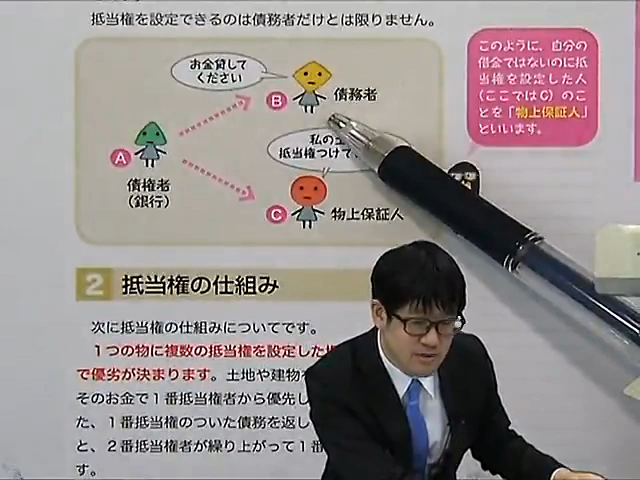 抵当権を設定できるのは債務者だけとは限りません。
お金貸して
ください
B 債務者
私の土
抵当権つけて
A
債権者
(銀行)
C 物上保証人
このように、自分の
借金ではないのに抵
当権を設定した人
(ここではC)のこ
とを「物上保証人」
といいます。
2 抵当権の仕組み
次に抵当権の仕組みについてです。
1つの物に複数の抵当権を設定した
で優劣が決まります。土地や建物
そのお金で1番抵当権者から優先し
た、1番抵当権のついた債務を返し
と、2番抵当権者が繰り上がって1番
す。